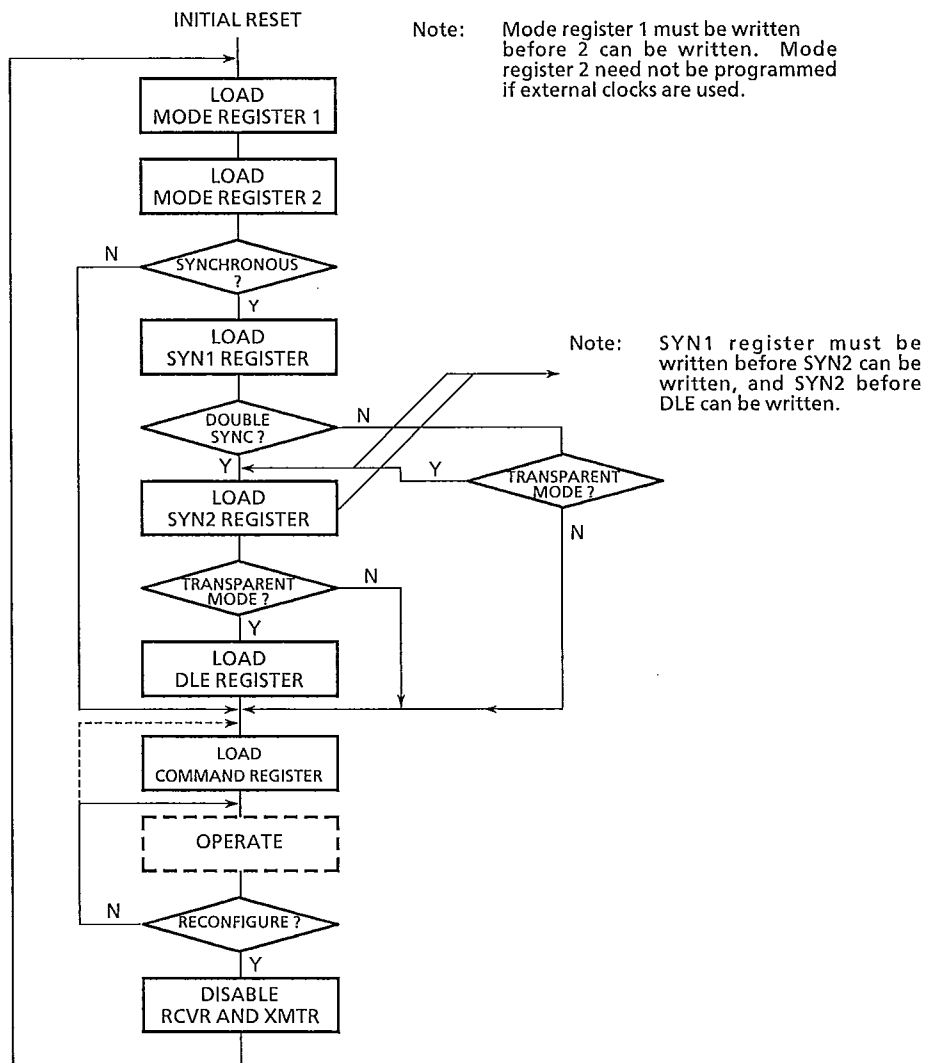 INITIAL RESET
Note: Mode register 1 must be written
before 2 can be written. Mode
register 2 need not be programmed
if external clocks are used.
LOAD
MODE REGISTER 1
LOAD
MODE REGISTER 2
N
SYNCHRONOUS
?
Y
LOAD
SYN1 REGISTER
Note: SYN1 register must be
written before SYN2 can be
written, and SYN2 before
DLE can be written.
DOUBLE
SYNC ?
N
Y
Y
TRANSPARENT
MODE ?
LOAD
SYN2 REGISTER
N
TRANSPARENT
MODE ?
N
Y
LOAD
DLE REGISTER
LOAD
COMMAND REGISTER
OPERATE
N
RECONFIGURE ?
Y
DISABLE
RCVR AND XMTR